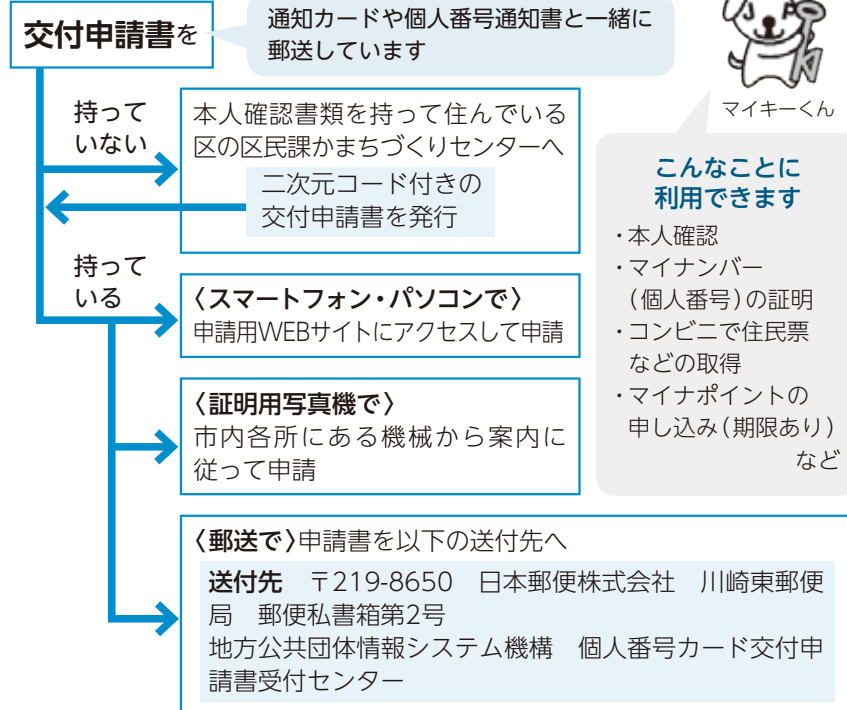 交付申請書を
通知カードや個人番号通知書と一緒に
郵送しています
マイキーくん
持って
いない
本人確認書類を持って住んでいる
区の区民課かまちづくりセンターへ
二次元コード付きの
交付申請書を発行
持って
いる
〈スマートフォン・パソコンで〉
申請用WEBサイトにアクセスして申請
〈証明用写真機で〉
市内各所にある機械から案内に
従って申請
〈郵送で〉申請書を以下の送付先へ
送付先　〒219-8650　日本郵便株式会社　川崎東郵便
局　郵便私書箱第2号
地方公共団体情報システム機構　個人番号カード交付申
請書受付センター
こんなことに
利用できます
・本人確認
・マイナンバー
（個人番号）の証明
・コンビニで住民票
などの取得
・マイナポイントの
申し込み（期限あり）
など